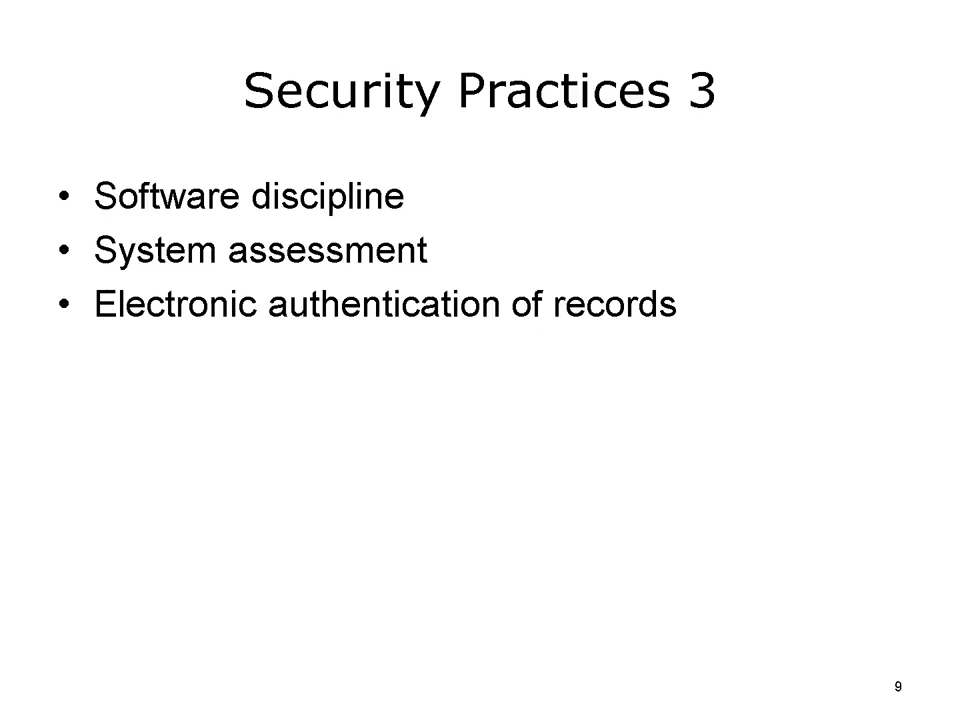 Security Practices 3
• Software discipline
• System assessment
• Electronic authentication of records
9